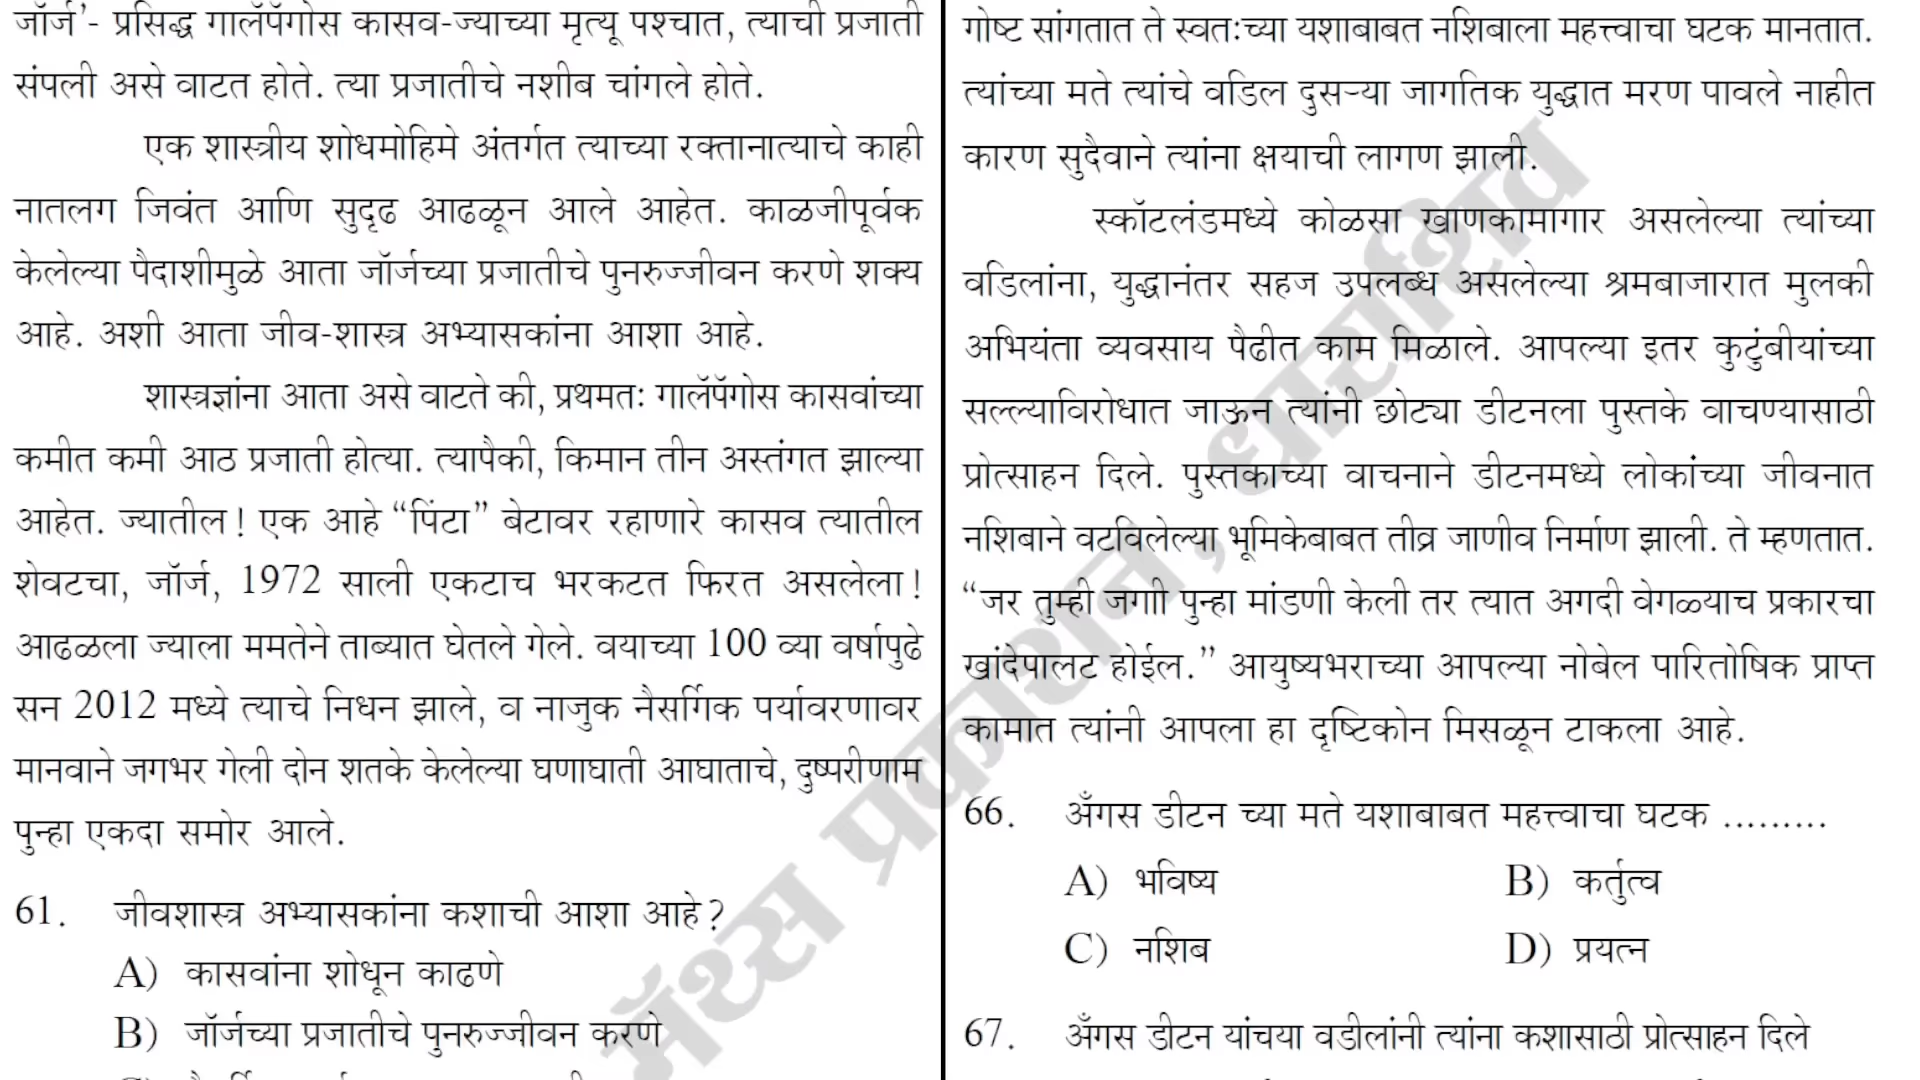 जॉर्ज’- प्रसिद्ध गालॅपॅगोस कासव-ज्याच्या मृत्यू पश्चात, त्याची प्रजाती
संपली असे वाटत होते. त्या प्रजातीचे नशीब चांगले होते.
एक शास्त्रीय शोधमोहिमे अंतर्गत त्याच्या रक्तानात्याचे काही
नातलग जिवंत आणि सुदृढ आढळून आले आहेत. काळजीपूर्वक
केलेल्या पैदाशीमुळे आता जॉर्जच्या प्रजातीचे पुनरुज्जीवन करणे शक्य
आहे. अशी आता जीव-शास्त्र अभ्यासकांना आशा आहे.
शास्त्रज्ञांना आता असे वाटते की, प्रथमतः गालॅपॅगोस कासवांच्या
कमीत कमी आठ प्रजाती होत्या. त्यापैकी, किमान तीन अस्तंगत झाल्या
आहेत. ज्यातील! एक आहे “पिंटा” बेटावर रहाणारे कासव त्यातील
शेवटचा, जॉर्ज, 1972 साली एकटाच भरकटत फिरत असलेला!
आढळला ज्याला ममतेने ताब्यात घेतले गेले. वयाच्या 100 व्या वर्षापुढे
सन 2012 मध्ये त्याचे निधन झाले, व नाजुक नैसर्गिक पर्यावरणावर
मानवाने जगभर गेली दोन शतके केलेल्या घणाघाती आघाताचे, दुष्परीणाम
पुन्हा एकदा समोर आले.
61. जीवशास्त्र अभ्यासकांना कशाची आशा आहे?
A) कासवांना शोधून काढणे
B) जॉर्जच्या प्रजातीचे पुनरुज्जीवन करणे
गोष्ट सांगतात ते स्वतःच्या यशाबाबत नशिबाला महत्त्वाचा घटक मानतात.
त्यांच्या मते त्यांचे वडिल दुसऱ्या जागतिक युद्धात मरण पावले नाहीत
कारण सुदैवाने त्यांना क्षयाची लागण झाली.
स्कॉटलंडमध्ये कोळसा खाणकामागार असलेल्या त्यांच्या
वडिलांना, युद्धानंतर सहज उपलब्ध असलेल्या श्रमबाजारात मुलकी
अभियंता व्यवसाय पैढीत काम मिळाले. आपल्या इतर कुटुंबीयांच्या
सल्ल्याविरोधात जाऊन त्यांनी छोट्या डीटनला पुस्तके वाचण्यासाठी
प्रोत्साहन दिले. पुस्तकाच्या वाचनाने डीटनमध्ये लोकांच्या जीवनात
नशिबाने वटविलेल्या भूमिकेबाबत तीव्र जाणीव निर्माण झाली. ते म्हणतात.
“जर तुम्ही जगाी पुन्हा मांडणी केली तर त्यात अगदी वेगळ्याच प्रकारचा
खांदेपालट होईल.” आयुष्यभराच्या आपल्या नोबेल पारितोषिक प्राप्त
कामात त्यांनी आपला हा दृष्टिकोन मिसळून टाकला आहे.
66. अँगस डीटन च्या मते यशाबाबत महत्त्वाचा घटक .........
A) भविष्य B) कर्तुत्व
C) नशिब D) प्रयत्न
67. अँगस डीटन यांचया वडीलांनी त्यांना कशासाठी प्रोत्साहन दिले
मॅथ्स प्रकाशन, धाराशिव